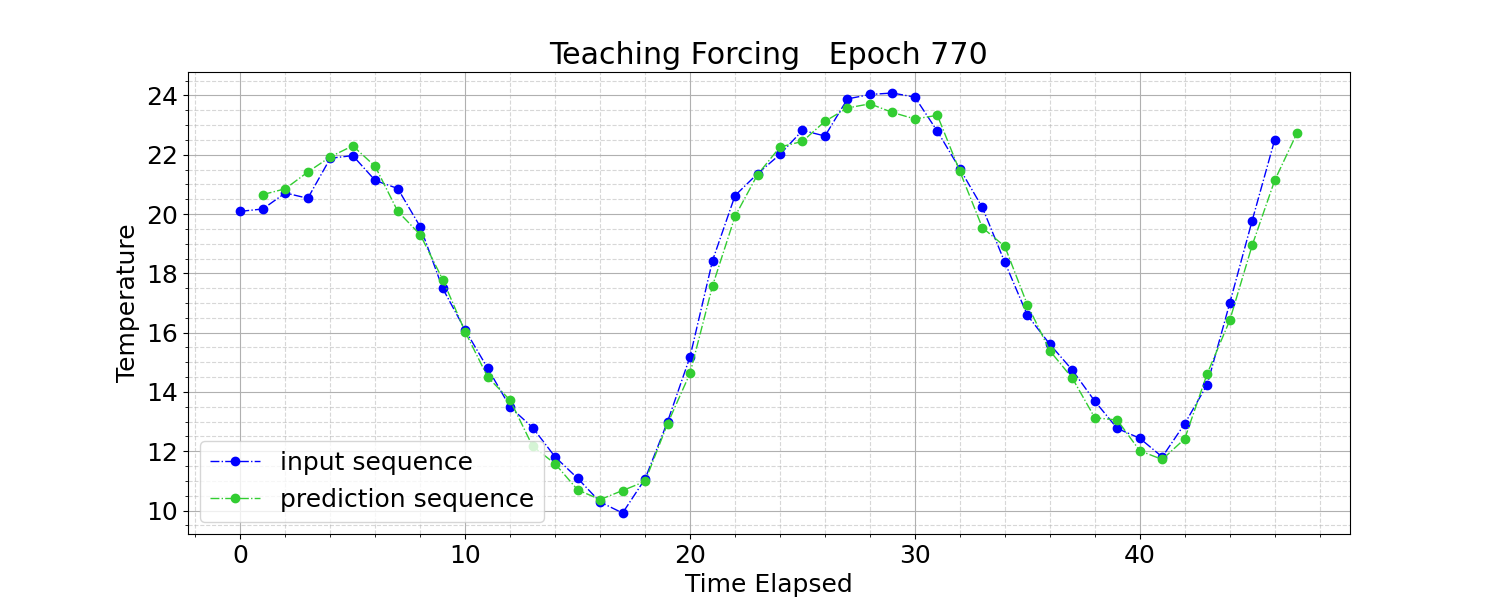 Teaching Forcing   Epoch 770
Temperature
24
22
20
18
16
14
12
10
input sequence
prediction sequence
0 10 20 30 40
Time Elapsed